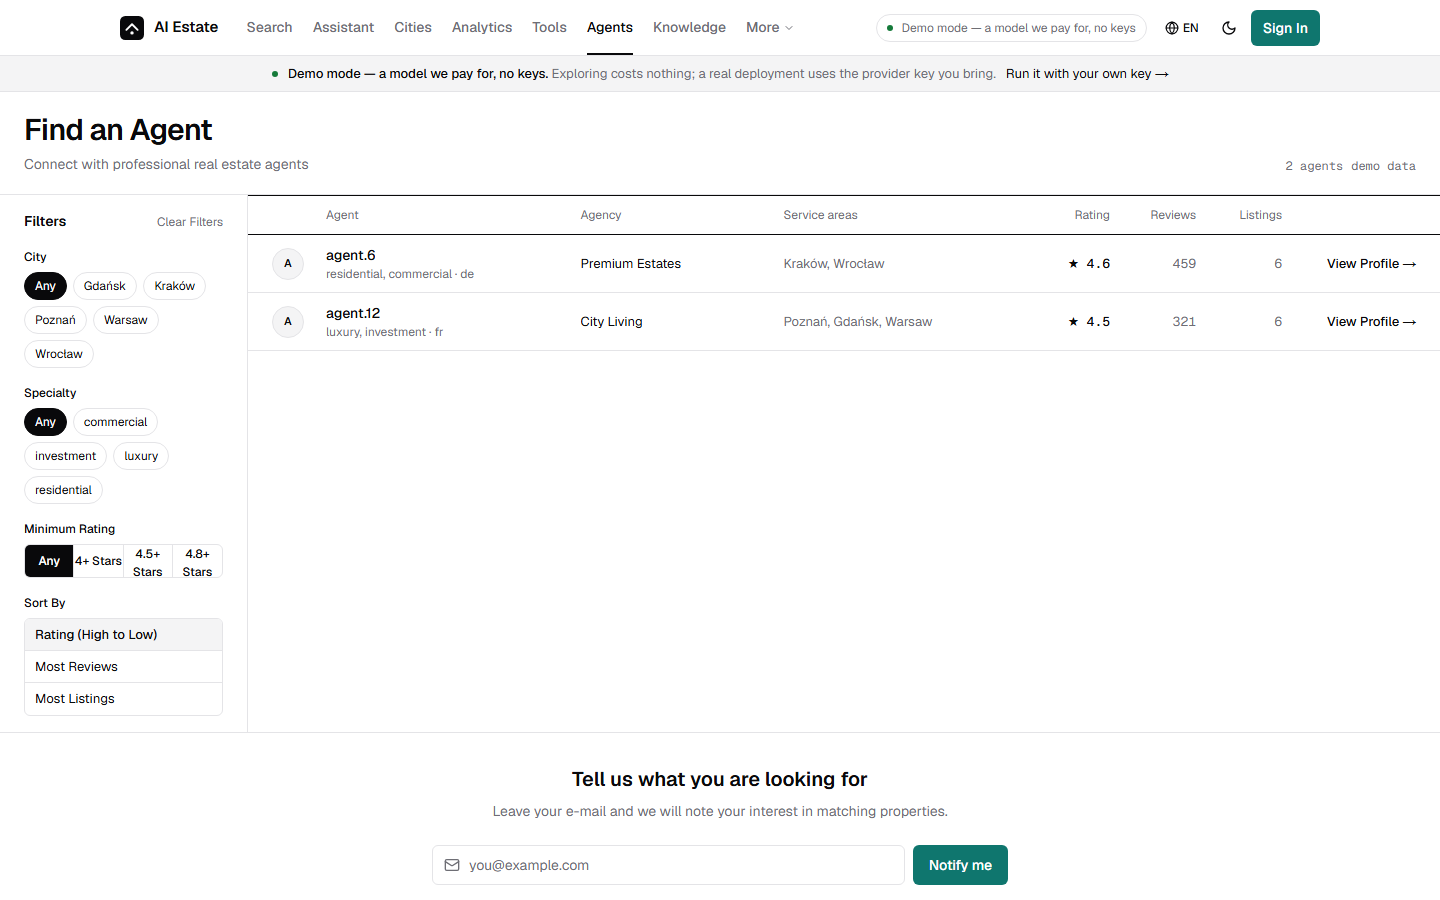 AI Estate Search Assistant Cities Analytics Tools Agents Knowledge More Demo mode — a model we pay for, no keys EN Sign In
Demo mode — a model we pay for, no keys. Exploring costs nothing; a real deployment uses the provider key you bring. Run it with your own key →
Find an Agent
Connect with professional real estate agents
2 agents demo data
Filters Clear Filters
City
Any Gdańsk Kraków
Poznań Warsaw
Wrocław
Specialty
Any commercial
investment luxury
residential
Minimum Rating
Any 4+ Stars 4.5+ Stars 4.8+ Stars
Sort By
Rating (High to Low)
Most Reviews
Most Listings
Agent Agency Service areas Rating Reviews Listings
A agent.6 Premium Estates Kraków, Wrocław ★ 4.6 459 6 View Profile →
residential, commercial · de
A agent.12 City Living Poznań, Gdańsk, Warsaw ★ 4.5 321 6 View Profile →
luxury, investment · fr
Tell us what you are looking for
Leave your e-mail and we will note your interest in matching properties.
you@example.com Notify me